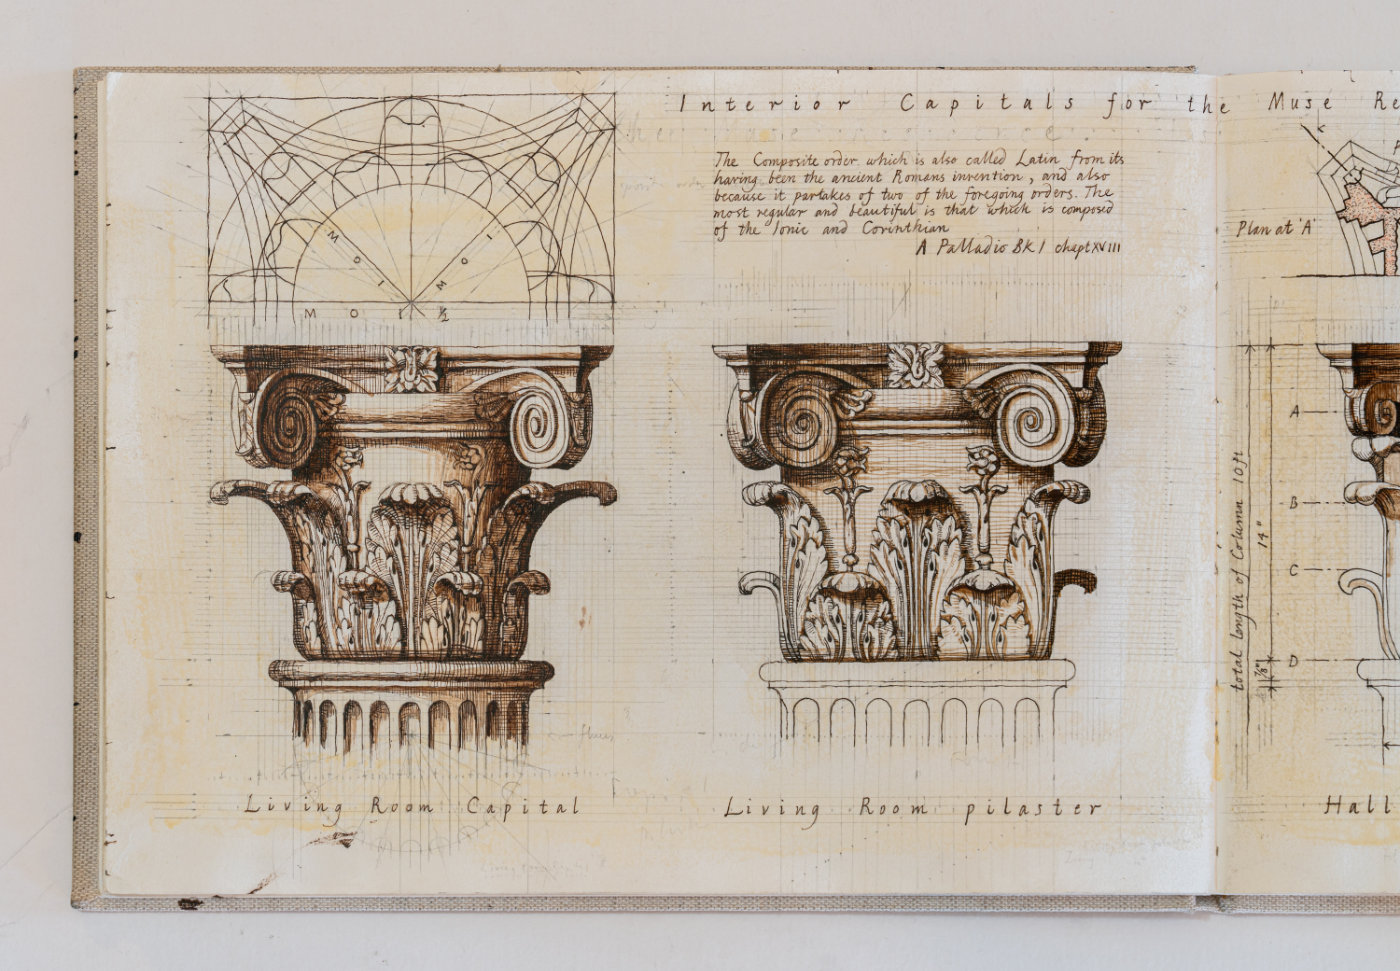 Interior Capitals for the Muse Re
The Composite order which is also called Latin from its
having been the ancient Romans invention, and also
because it partakes of two of the foregoing orders. The
most regular and beautiful is that which is composed
of the Ionic and Corinthian
A Palladio Bk 1 chapt XVIII
M O I
M O I
M O I ½
Plan at 'A'
A
B
C
D
total length of Column 10ft
14"
flutes
Living Room Capital
Living Room pilaster
Hall